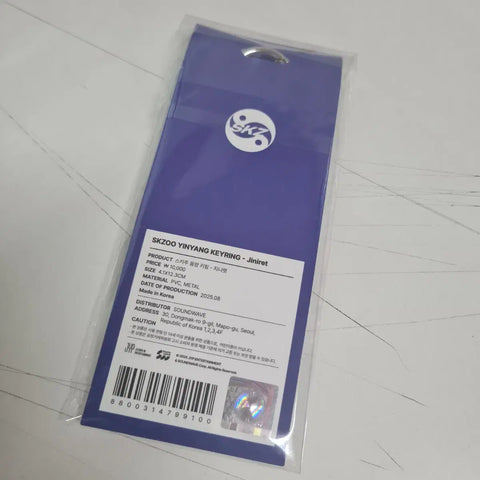 SKZ
SKZOO YINYANG KEYRING - Jiniret
PRODUCT 스키주 음양 키링 - 지니렛
PRICE ₩ 10,000
SIZE 4.1X12.3CM
MATERIAL PVC, METAL
DATE OF PRODUCTION 2025.08
Made in Korea
DISTRIBUTOR SOUNDWAVE
ADDRESS 30, Dongmak-ro 9-gil, Mapo-gu, Seoul,
Republic of Korea 1,2,3,4F
CAUTION
8800314799100